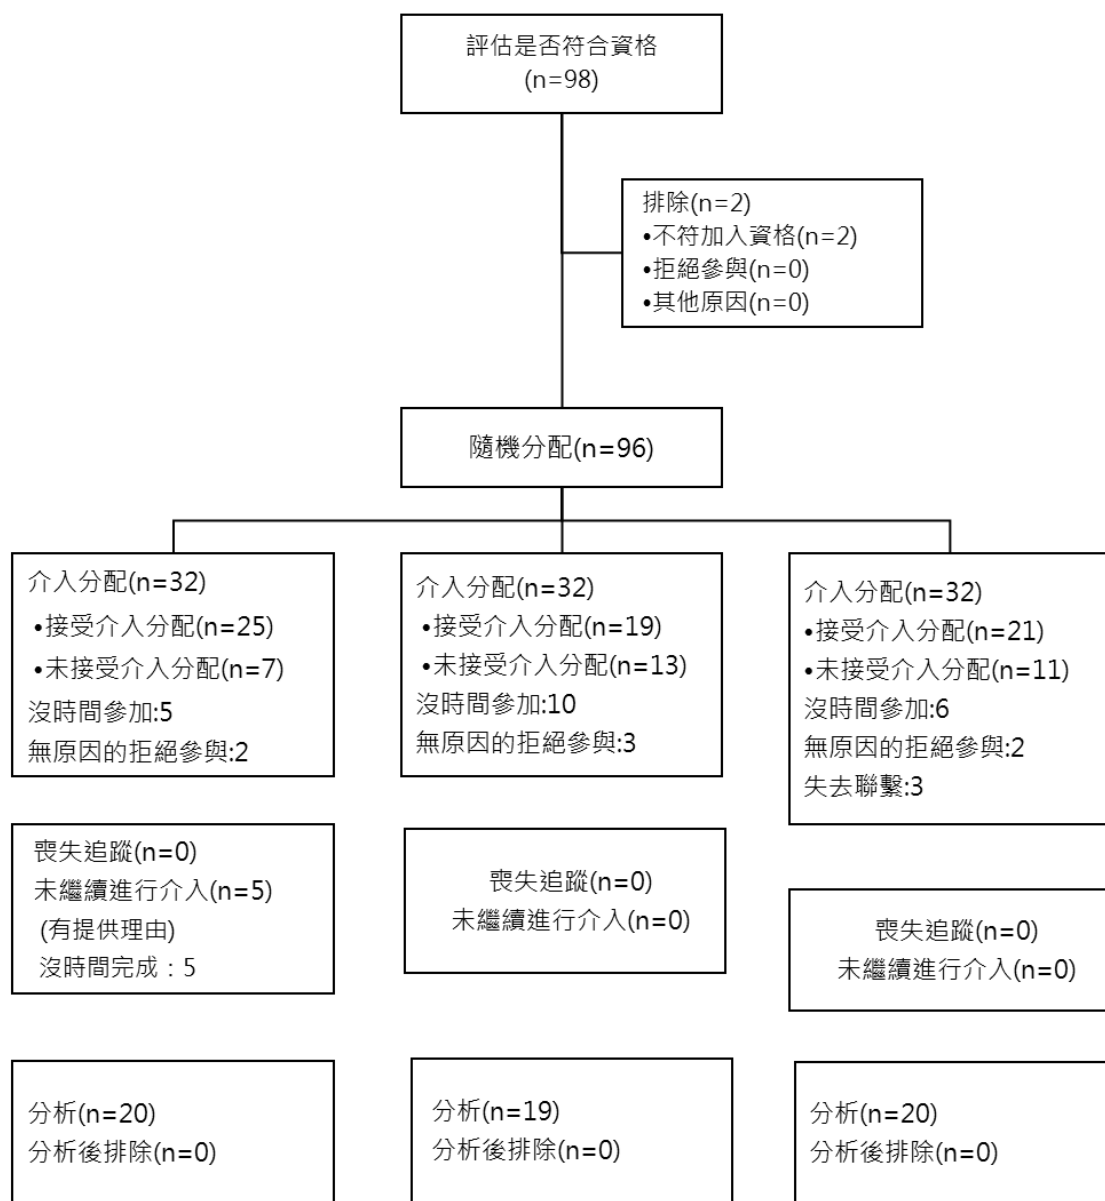 評估是否符合資格
(n=98)
排除(n=2)
•不符加入資格(n=2)
•拒絕參與(n=0)
•其他原因(n=0)
隨機分配(n=96)
介入分配(n=32)
•接受介入分配(n=25)
•未接受介入分配(n=7)
沒時間參加:5
無原因的拒絕參與:2
介入分配(n=32)
•接受介入分配(n=19)
•未接受介入分配(n=13)
沒時間參加:10
無原因的拒絕參與:3
介入分配(n=32)
•接受介入分配(n=21)
•未接受介入分配(n=11)
沒時間參加:6
無原因的拒絕參與:2
失去聯繫:3
喪失追蹤(n=0)
未繼續進行介入(n=5)
(有提供理由)
沒時間完成：5
喪失追蹤(n=0)
未繼續進行介入(n=0)
喪失追蹤(n=0)
未繼續進行介入(n=0)
分析(n=20)
分析後排除(n=0)
分析(n=19)
分析後排除(n=0)
分析(n=20)
分析後排除(n=0)